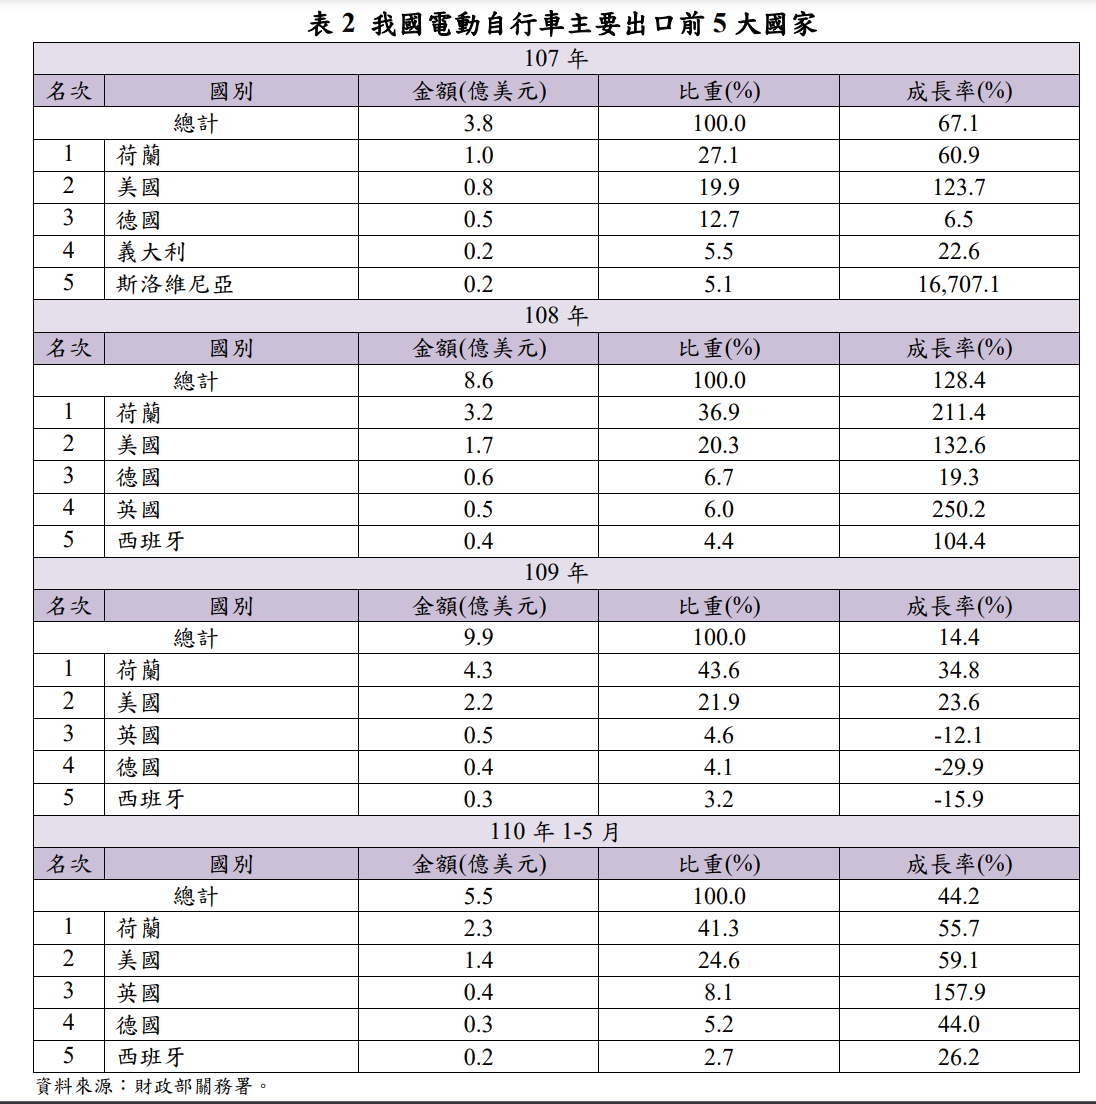 表 2 我國電動自行車主要出口前 5 大國家
107 年
名次 國別 金額(億美元) 比重(%) 成長率(%)
總計 3.8 100.0 67.1
1 荷蘭 1.0 27.1 60.9
2 美國 0.8 19.9 123.7
3 德國 0.5 12.7 6.5
4 義大利 0.2 5.5 22.6
5 斯洛維尼亞 0.2 5.1 16,707.1
108 年
名次 國別 金額(億美元) 比重(%) 成長率(%)
總計 8.6 100.0 128.4
1 荷蘭 3.2 36.9 211.4
2 美國 1.7 20.3 132.6
3 德國 0.6 6.7 19.3
4 英國 0.5 6.0 250.2
5 西班牙 0.4 4.4 104.4
109 年
名次 國別 金額(億美元) 比重(%) 成長率(%)
總計 9.9 100.0 14.4
1 荷蘭 4.3 43.6 34.8
2 美國 2.2 21.9 23.6
3 英國 0.5 4.6 -12.1
4 德國 0.4 4.1 -29.9
5 西班牙 0.3 3.2 -15.9
110 年 1-5 月
名次 國別 金額(億美元) 比重(%) 成長率(%)
總計 5.5 100.0 44.2
1 荷蘭 2.3 41.3 55.7
2 美國 1.4 24.6 59.1
3 英國 0.4 8.1 157.9
4 德國 0.3 5.2 44.0
5 西班牙 0.2 2.7 26.2
資料來源：財政部關務署。